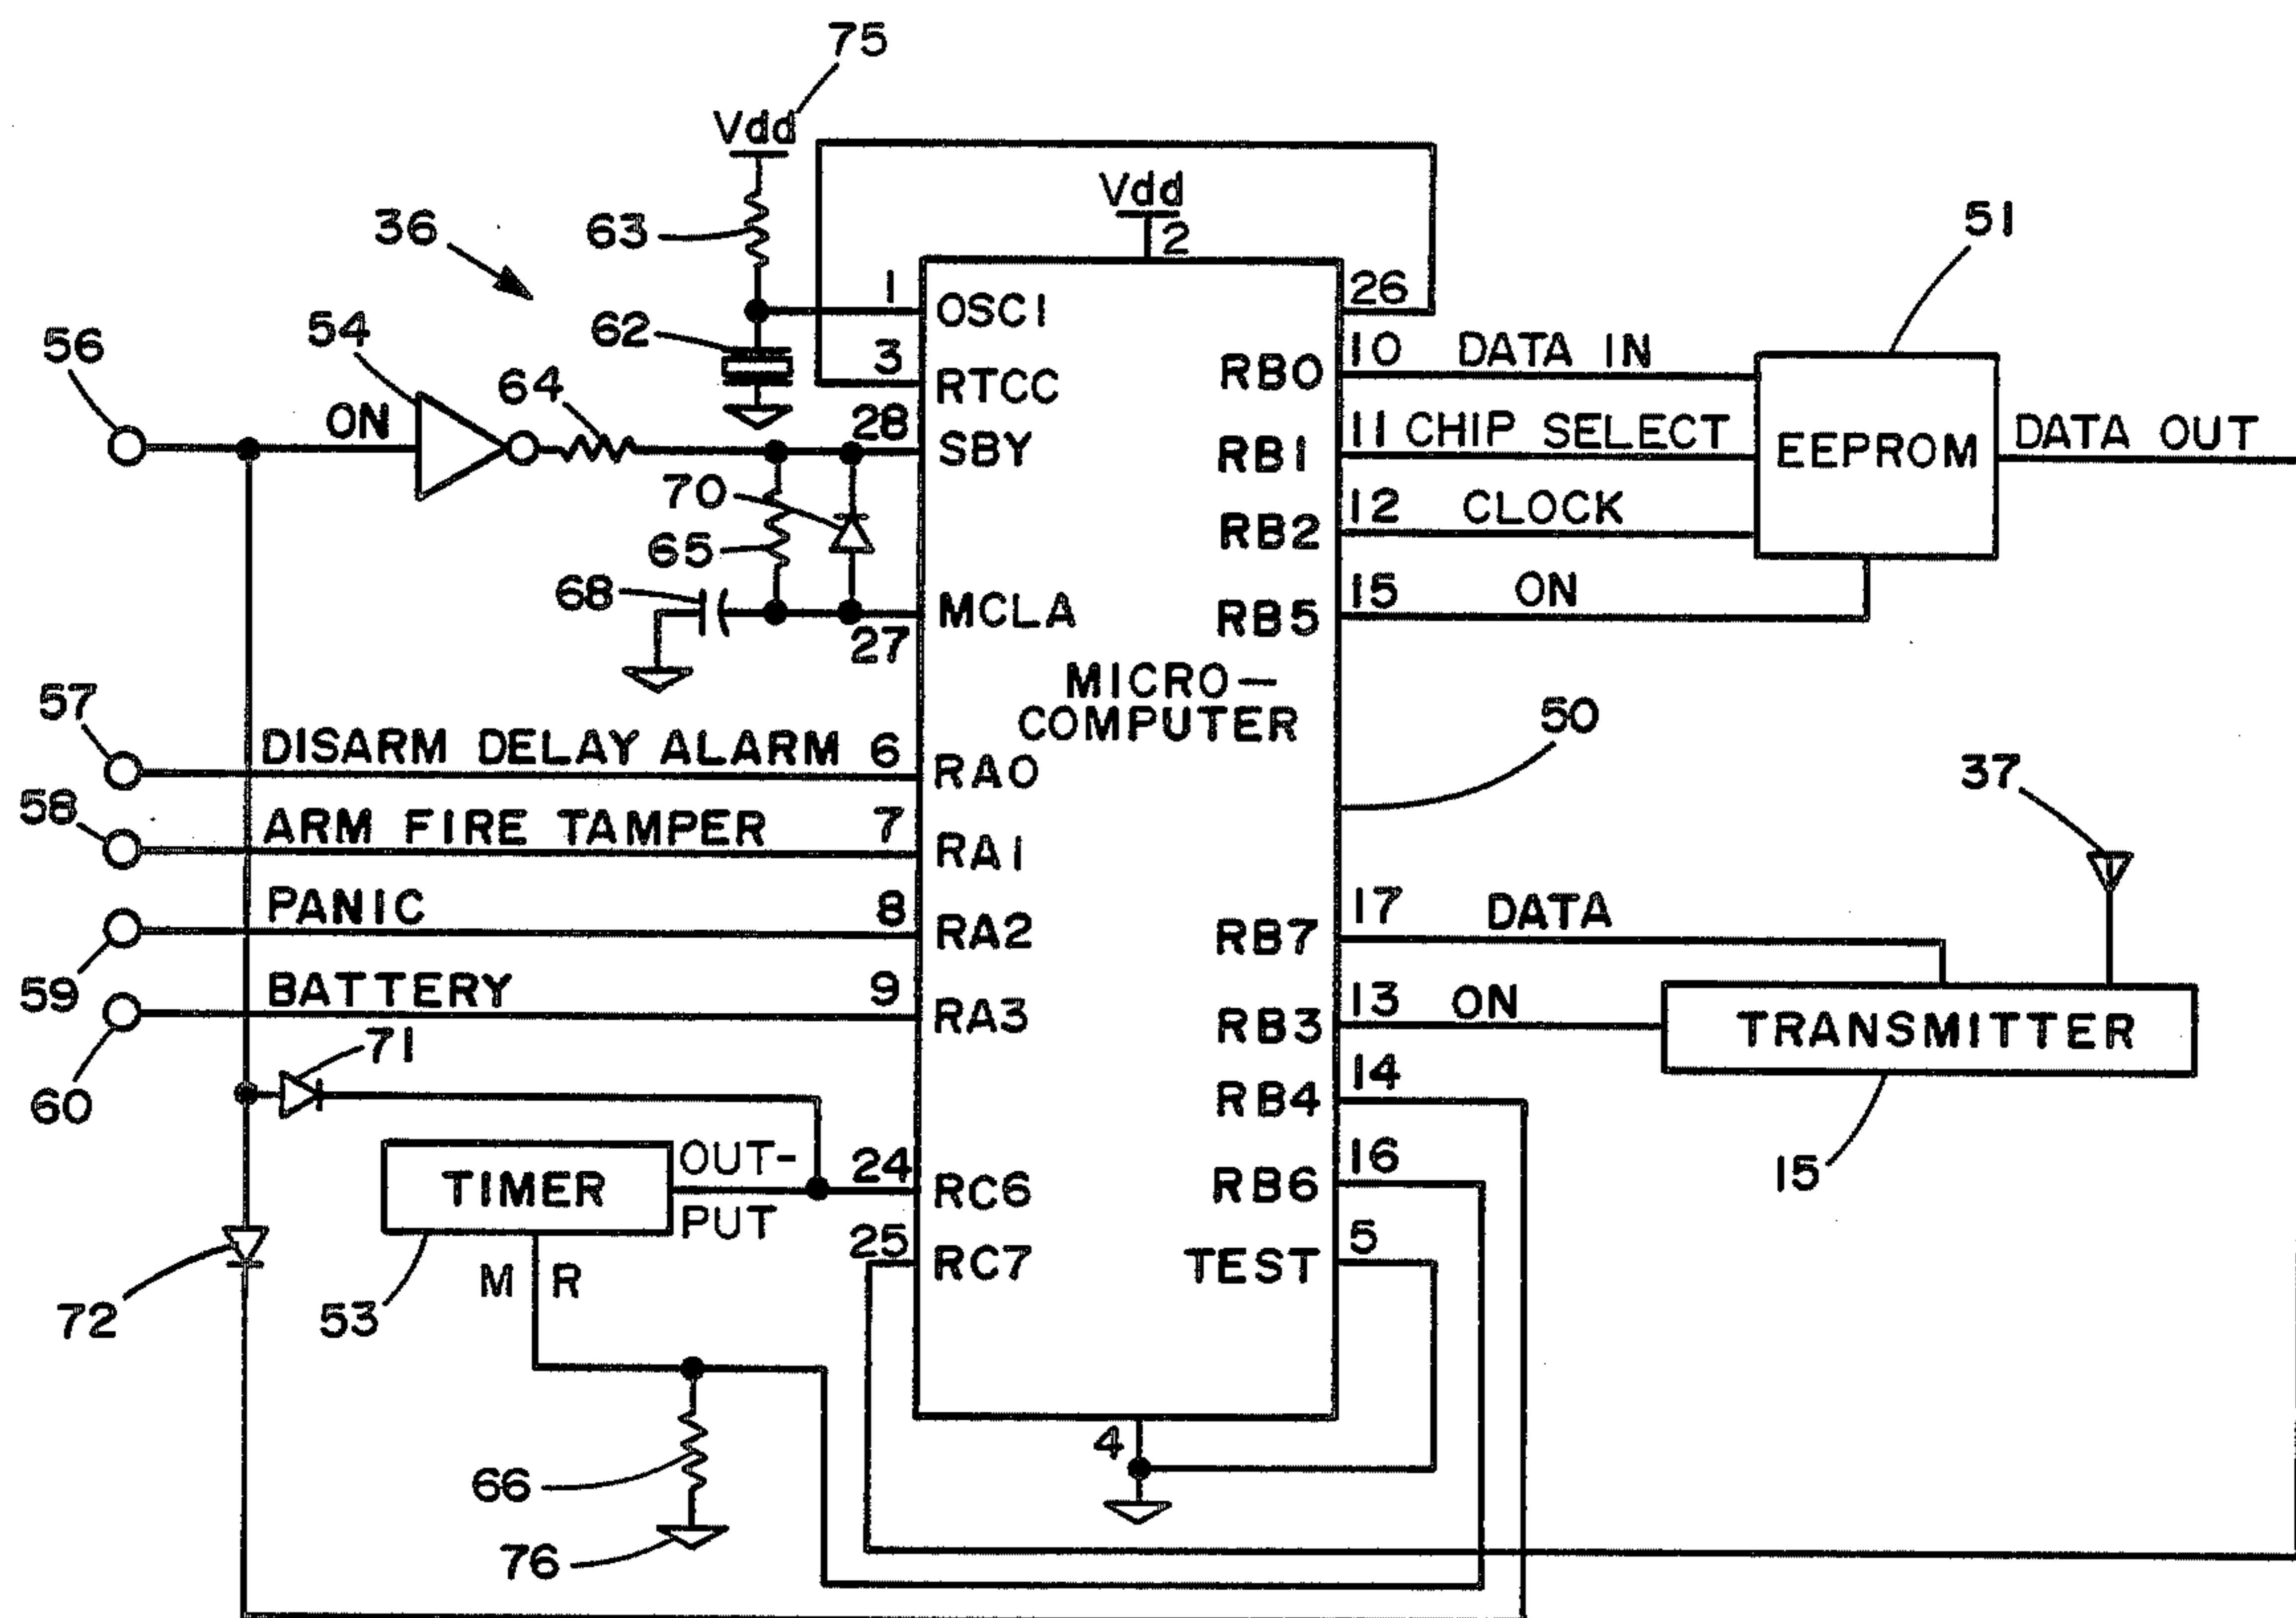 75
Vdd
Vdd
2
36
63
51
1
OSC1
26
56
54
62
3
RTCC
RB0
10
DATA IN
ON
64
28
SBY
RB1
11
CHIP SELECT
EEPROM
DATA OUT
70
RB2
12
CLOCK
65
68
MCLA
RB5
15
ON
27
MICRO-
COMPUTER
50
57
DISARM DELAY ALARM
6
RA0
37
58
ARM FIRE TAMPER
7
RA1
PANIC
8
RA2
RB7
17
DATA
59
BATTERY
9
RA3
RB3
13
ON
TRANSMITTER
71
60
RB4
14
TIMER
OUT-
PUT
24
RC6
RB6
16
15
25
RC7
TEST
5
M R
72
53
4
66
76